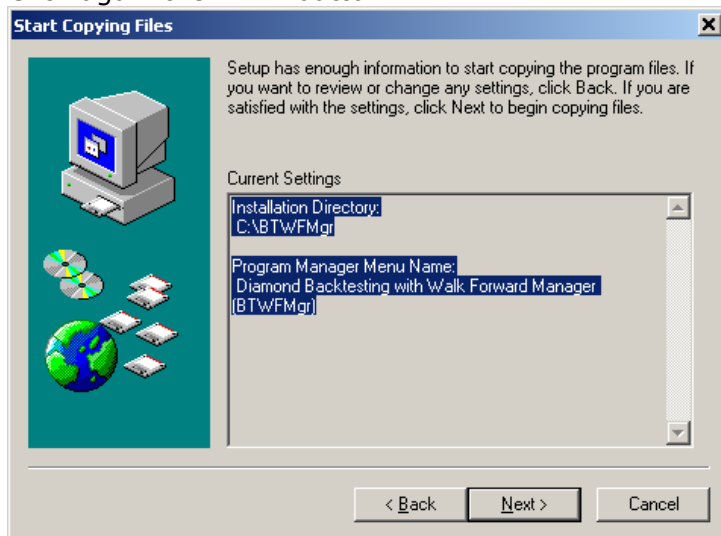 Start Copying Files
Setup has enough information to start copying the program files. If
you want to review or change any settings, click Back. If you are
satisfied with the settings, click Next to begin copying files.
Current Settings
Installation Directory:
C:\BTWFMgr
Program Manager Menu Name:
Diamond Backtesting with Walk Forward Manager
(BTWFMgr)
< Back
Next >
Cancel